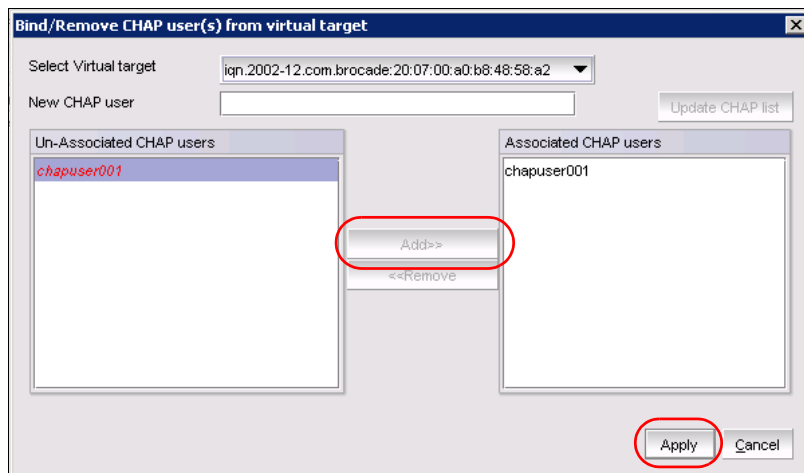 Bind/Remove CHAP user(s) from virtual target
Select Virtual target
iqn.2002-12.com.brocade:20:07:00:a0:b8:48:58:a2
New CHAP user
Update CHAP list
Un-Associated CHAP users
Associated CHAP users
chapuser001
chapuser001
Add>>
<<Remove
Apply
Cancel